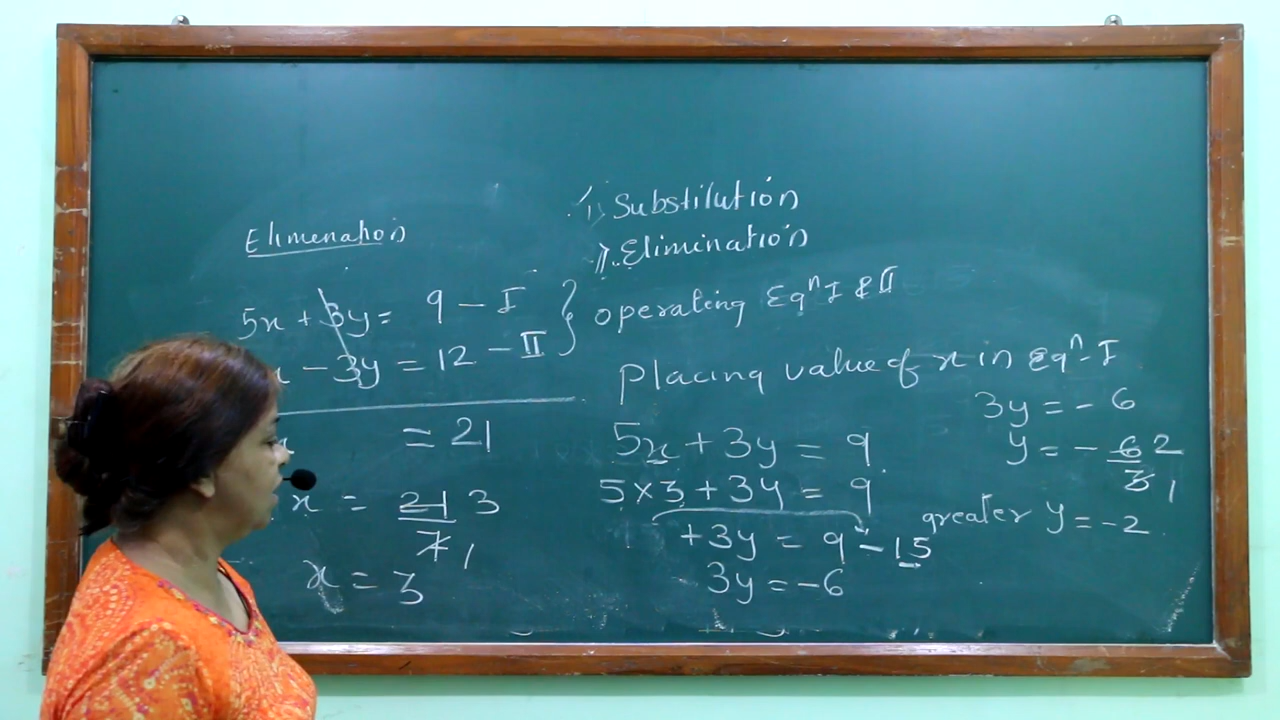 1) Substitution
Elimenation
1). Elimination
5x + 3y = 9 - I
x - 3y = 12 - II
} operating Eqⁿ I & II
Placing value of x in Eqⁿ-I
= 21
x = 21 3
7 1
x = 3
5x + 3y = 9
5 × 3 + 3y = 9
+3y = 9 - 15
3y = -6
3y = - 6
y = - 6 2
3 1
greater y = -2